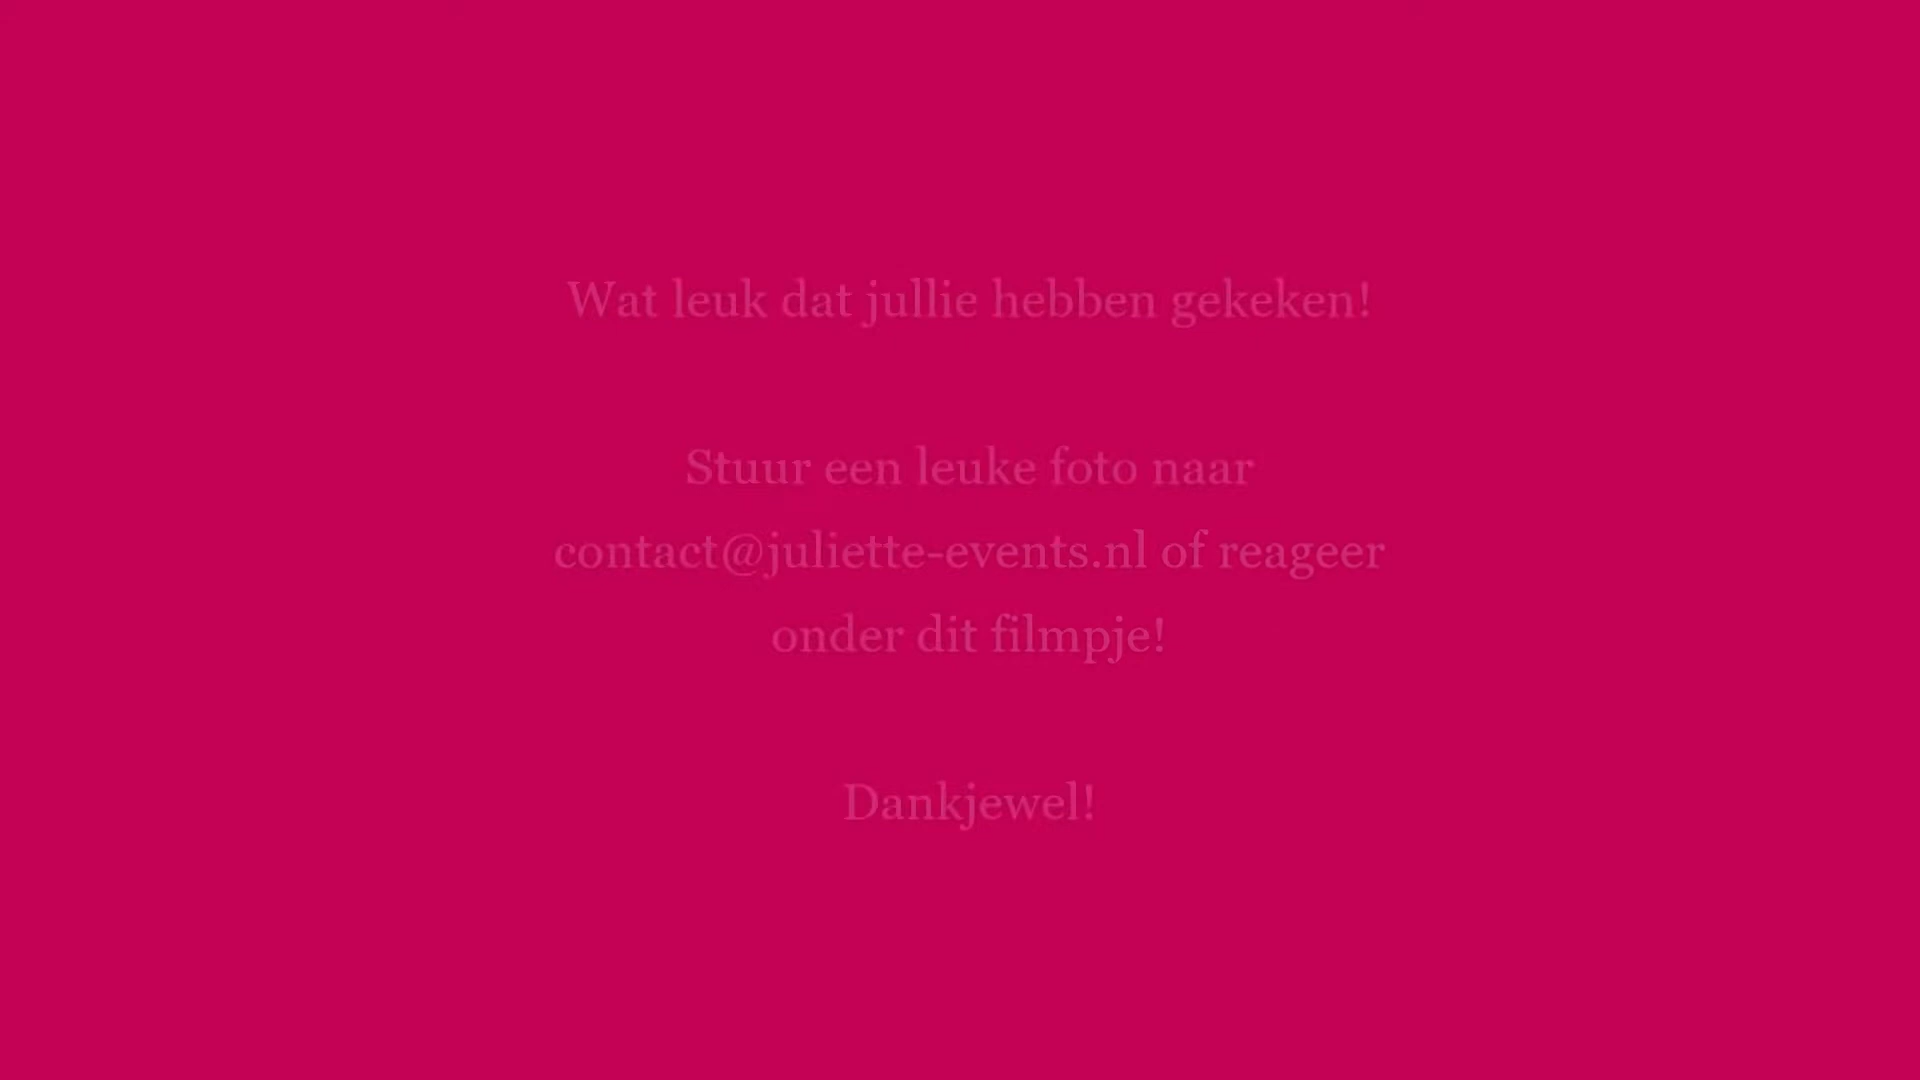 Wat leuk dat jullie hebben gekeken!
Stuur een leuke foto naar
contact@juliette-events.nl of reageer
onder dit filmpje!
Dankjewel!